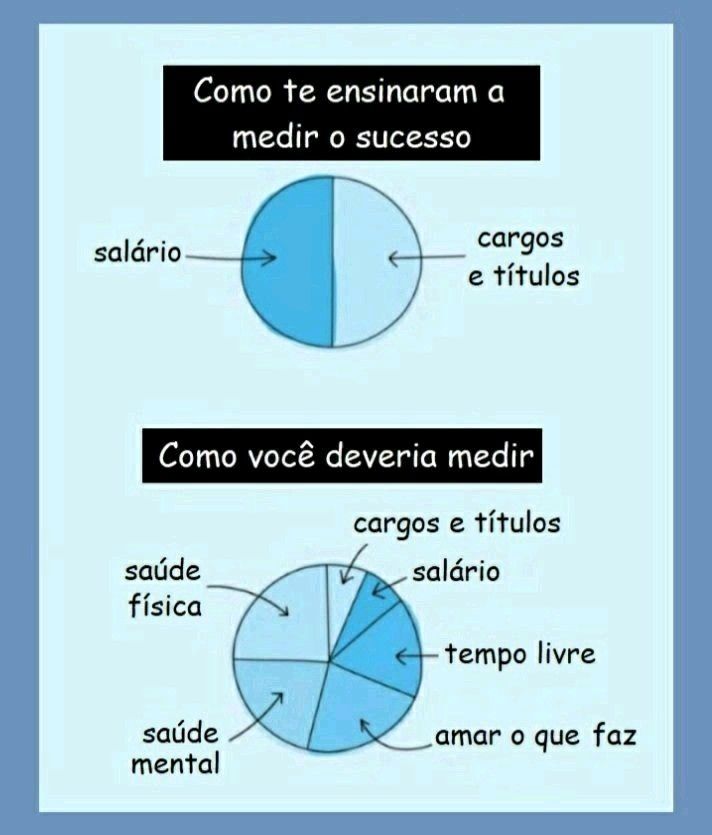 Como te ensinaram a
medir o sucesso
salário
cargos
e títulos
Como você deveria medir
cargos e títulos
saúde
física
salário
tempo livre
saúde
mental
amar o que faz